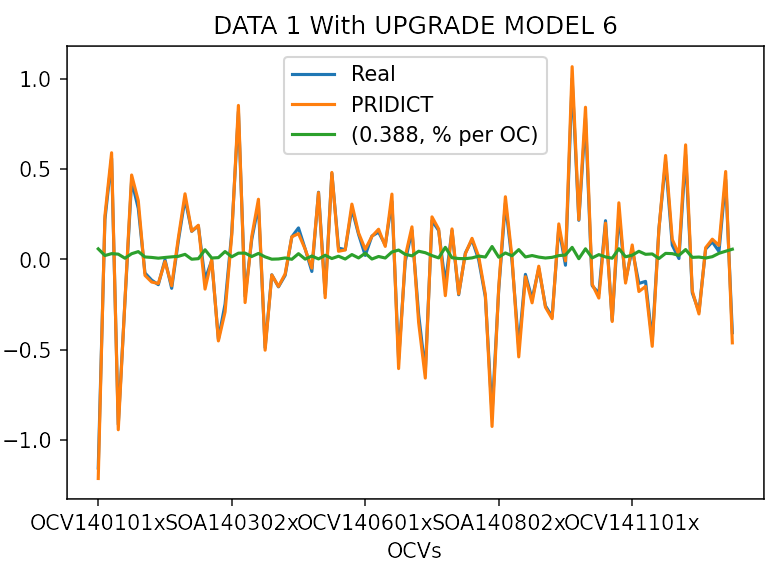 DATA 1 With UPGRADE MODEL 6
Real
PRIDICT
(0.388, % per OC)
1.0
0.5
0.0
−0.5
−1.0
OCV140101xSOA140302xOCV140601xSOA140802xOCV141101x
OCVs